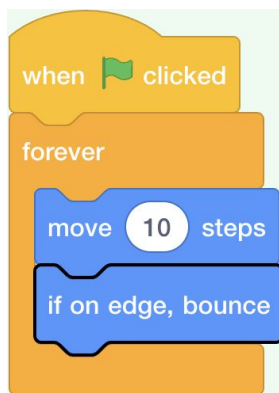 when clicked
forever
move 10 steps
if on edge, bounce